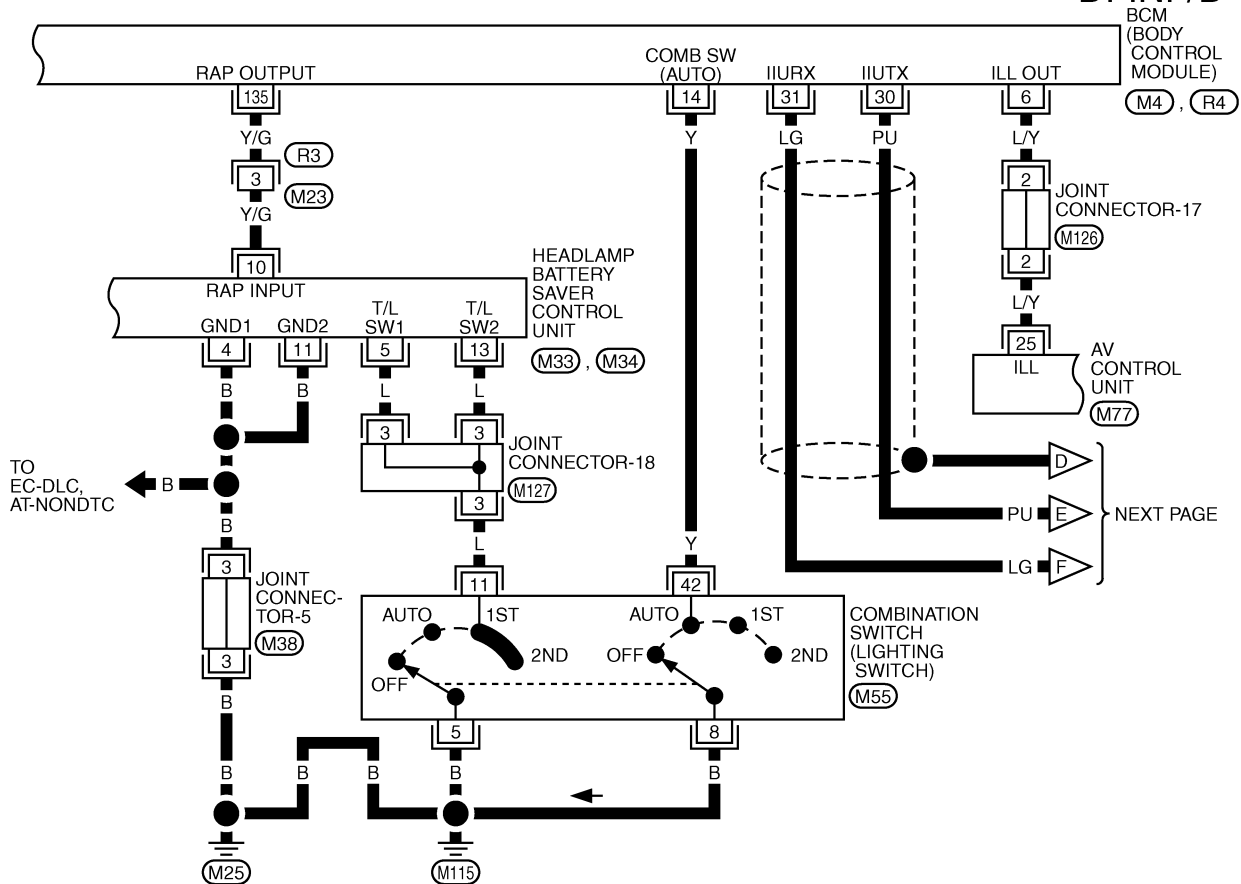 BCM
(BODY
CONTROL
MODULE)
M4 , R4
RAP OUTPUT
COMB SW
(AUTO)
IIURX
IIUTX
ILL OUT
135
14
31
30
6
Y/G
Y
LG
PU
L/Y
R3
3
M23
Y/G
2
JOINT
CONNECTOR-17
M126
2
L/Y
10
RAP INPUT
HEADLAMP
BATTERY
SAVER
CONTROL
UNIT
M33 , M34
GND1
GND2
T/L
SW1
T/L
SW2
4
11
5
13
B
B
L
L
25
ILL
AV
CONTROL
UNIT
M77
3
3
JOINT
CONNECTOR-18
M127
3
L
TO
EC-DLC,
AT-NONDTC
B
B
D
PU
E
LG
F
NEXT PAGE
3
JOINT
CONNEC-
TOR-5
M38
3
B
Y
11
42
AUTO
1ST
2ND
OFF
AUTO
1ST
OFF
2ND
COMBINATION
SWITCH
(LIGHTING
SWITCH)
M55
5
8
B
B
B
B
B
M25
M115